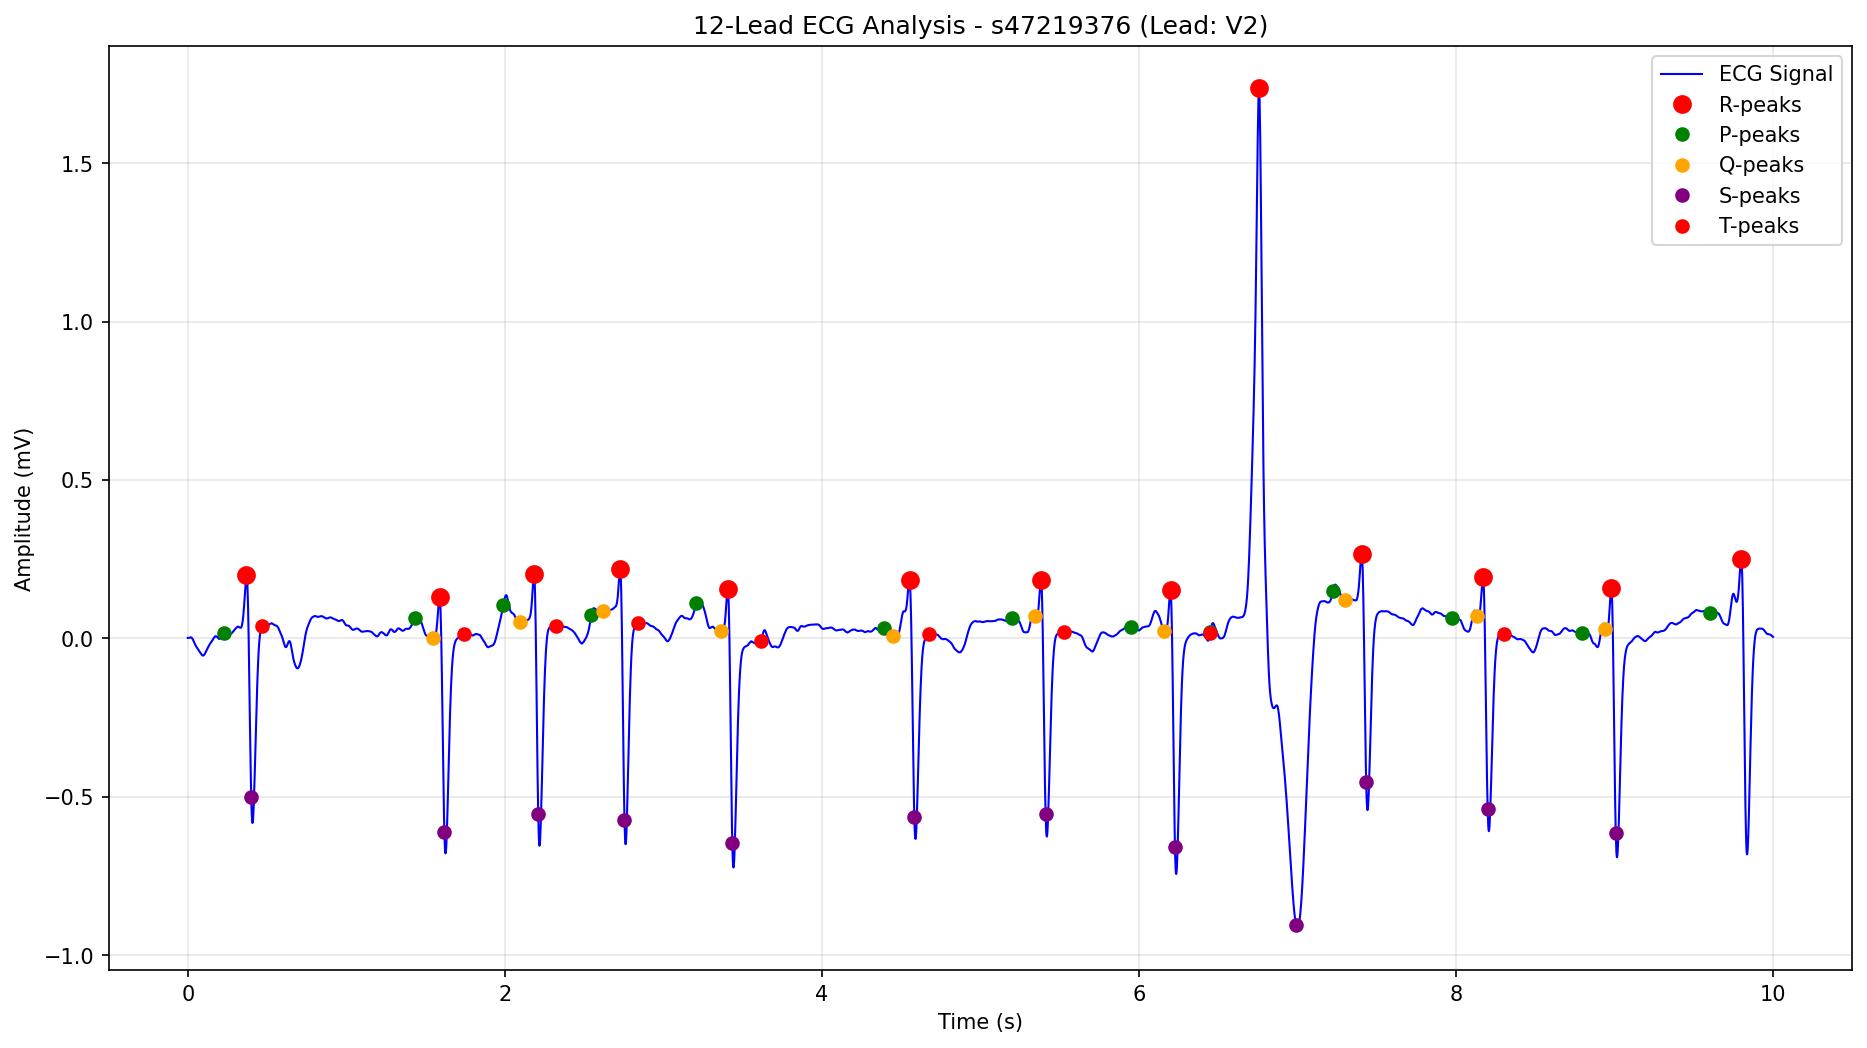 12-Lead ECG Analysis - s47219376 (Lead: V2)
ECG Signal
R-peaks
P-peaks
Q-peaks
S-peaks
T-peaks
Amplitude (mV)
1.5
1.0
0.5
0.0
−0.5
−1.0
0 2 4 6 8 10
Time (s)